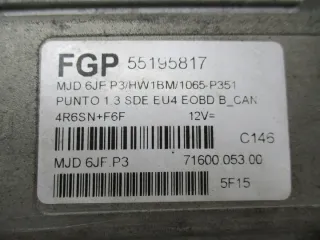 FGP 55195817
MJD 6JF.P3/HW1BM/1065-P351
PUNTO 1.3 SDE EU4 EOBD B_CAN
4R6SN+F6F 12V=
C146
MJD 6JF.P3 71600.053.00
5F15